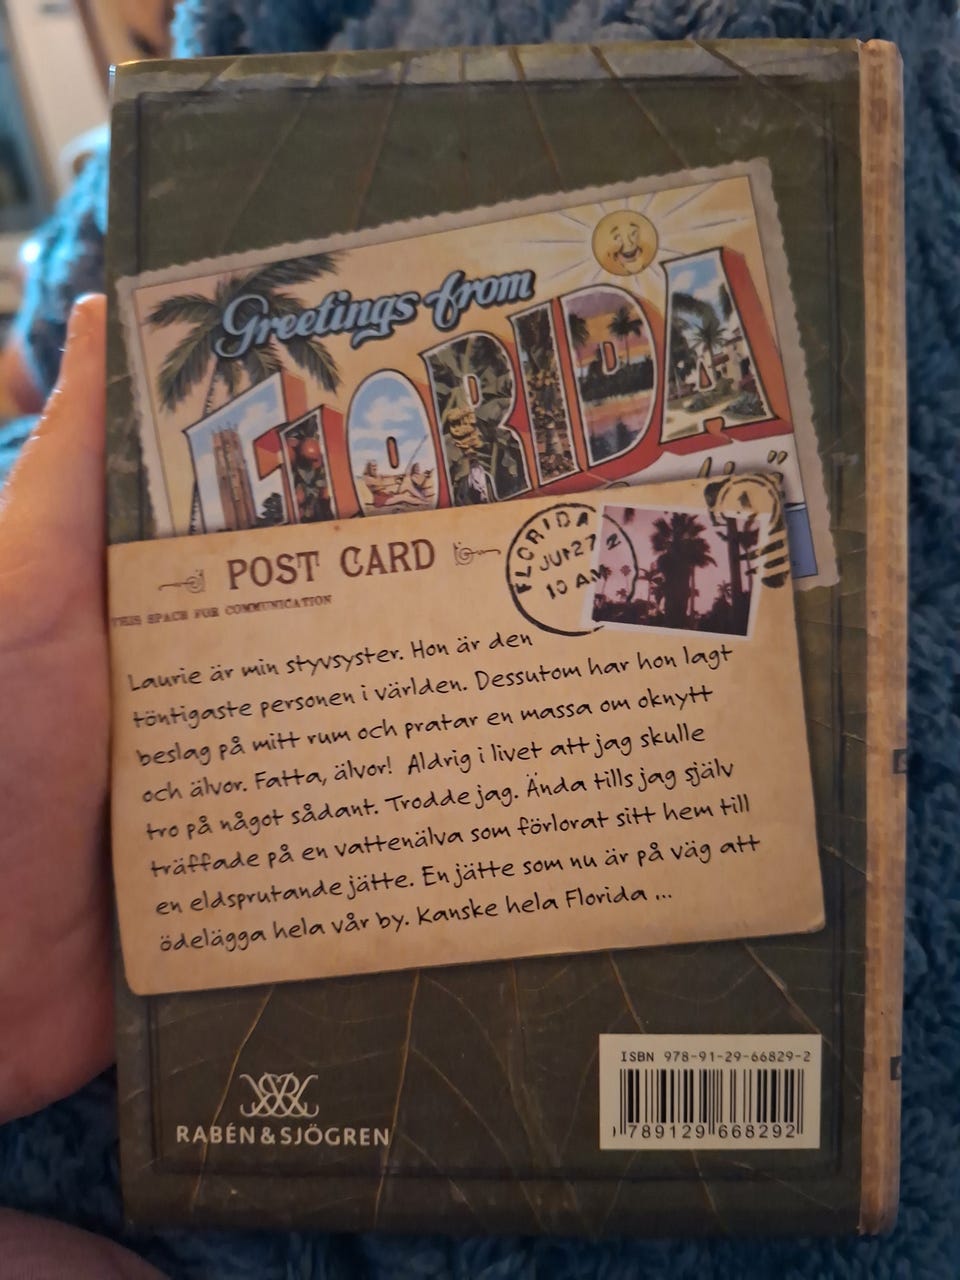 Greetings from
FLORIDA
POST CARD
THIS SPACE FOR COMMUNICATION
FLORIDA
JUN 27
10 AM
Laurie är min styvsyster. Hon är den
töntigaste personen i världen. Dessutom har hon lagt
beslag på mitt rum och pratar en massa om oknytt
och älvor. Fatta, älvor! Aldrig i livet att jag skulle
tro på något sådant. Trodde jag. Ända tills jag själv
träffade på en vattenälva som förlorat sitt hem till
en eldsprutande jätte. En jätte som nu är på väg att
ödelägga hela vår by. Kanske hela Florida ...
ISBN 978-91-29-66829-2
789129 668292
RABÉN & SJÖGREN